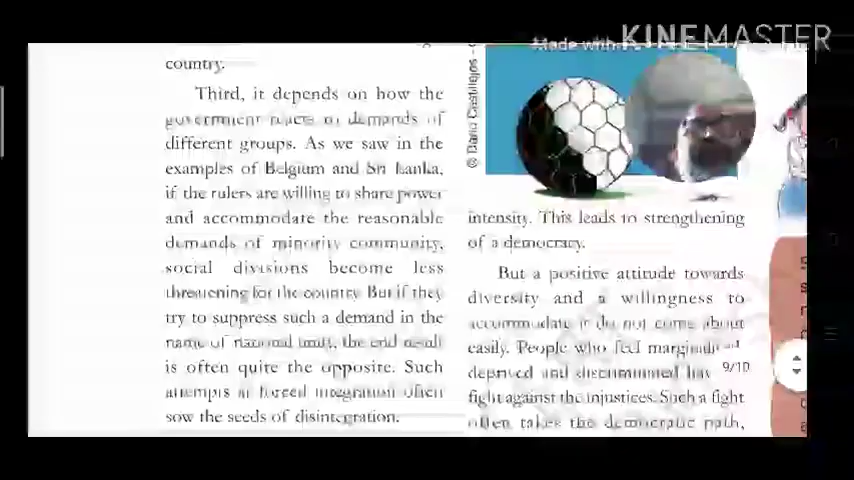 Made with
KINEMASTER
country.
Third, it depends on how the
government reacts to demands of
different groups. As we saw in the
examples of Belgium and Sri Lanka,
if the rulers are willing to share power
and accommodate the reasonable
demands of minority community,
social divisions become less
threatening for the country. But if they
try to suppress such a demand in the
name of national unity, the end result
is often quite the opposite. Such
attempts at forced integration often
sow the seeds of disintegration.
© Dario Castillejos -
intensity. This leads to strengthening
of a democracy.
But a positive attitude towards
diversity and a willingness to
accommodate it do not come about
easily. People who feel
deprived and discriminated
fight against the injustices. Such a fight
often takes the democratic path,
9/10